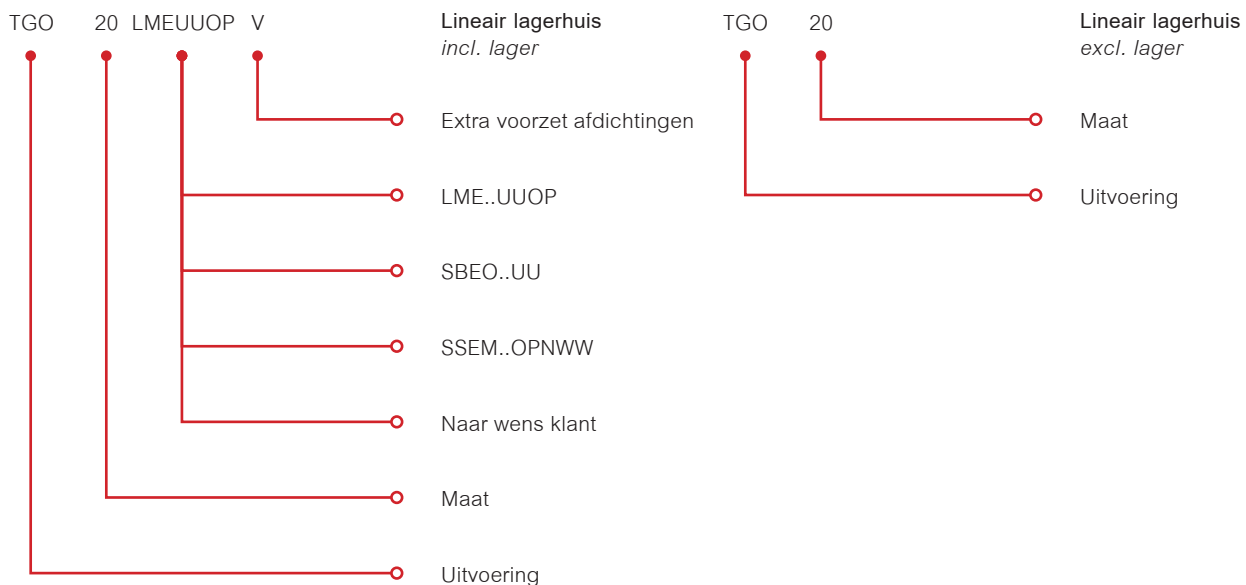 TGO 20 LMEUUOP V
Lineair lagerhuis
incl. lager
Extra voorzet afdichtingen
LME..UUOP
SBEO..UU
SSEM..OPNWW
Naar wens klant
Maat
Uitvoering
TGO 20
Lineair lagerhuis
excl. lager
Maat
Uitvoering